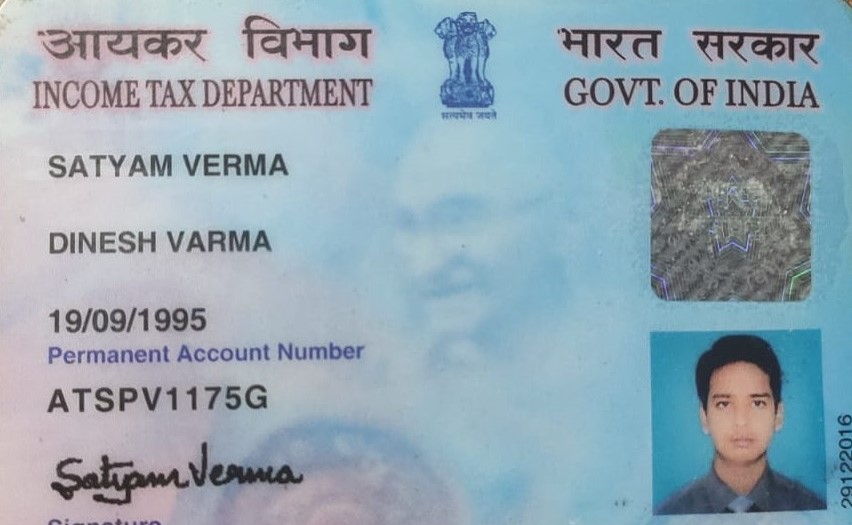 आयकर विभाग
INCOME TAX DEPARTMENT
सत्यमेव जयते
भारत सरकार
GOVT. OF INDIA
SATYAM VERMA
DINESH VARMA
19/09/1995
Permanent Account Number
ATSPV1175G
Satyam Verma
Signature
29122016